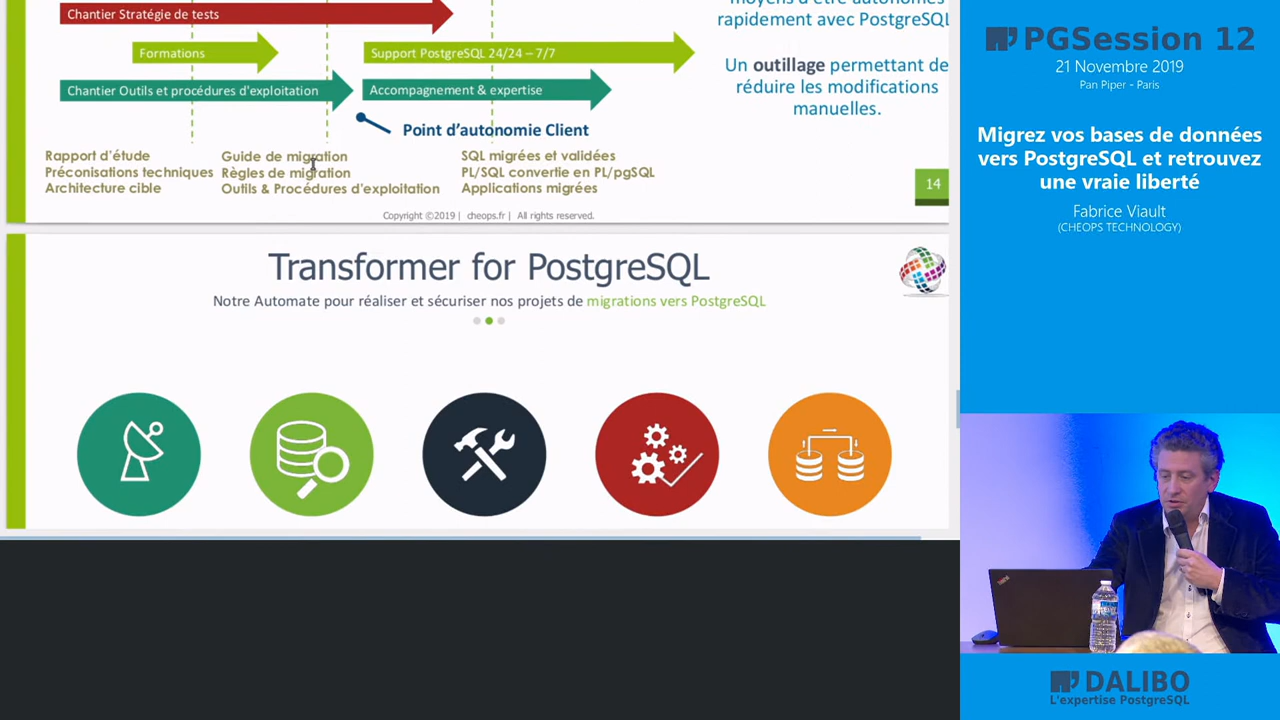 Chantier Stratégie de tests
Formations
Support PostgreSQL 24/24 – 7/7
Chantier Outils et procédures d'exploitation
Accompagnement & expertise
Point d'autonomie Client
rapidement avec PostgreSQL
Un outillage permettant de
réduire les modifications
manuelles.
Rapport d'étude
Préconisations techniques
Architecture cible
Guide de migration
Règles de migration
Outils & Procédures d'exploitation
SQL migrées et validées
PL/SQL convertie en PL/pgSQL
Applications migrées
14
Copyright ©2019 | cheops.fr | All rights reserved.
Transformer for PostgreSQL
Notre Automate pour réaliser et sécuriser nos projets de migrations vers PostgreSQL
PGSession 12
21 Novembre 2019
Pan Piper - Paris
Migrez vos bases de données
vers PostgreSQL et retrouvez
une vraie liberté
Fabrice Viault
(CHEOPS TECHNOLOGY)
DALIBO
L'expertise PostgreSQL